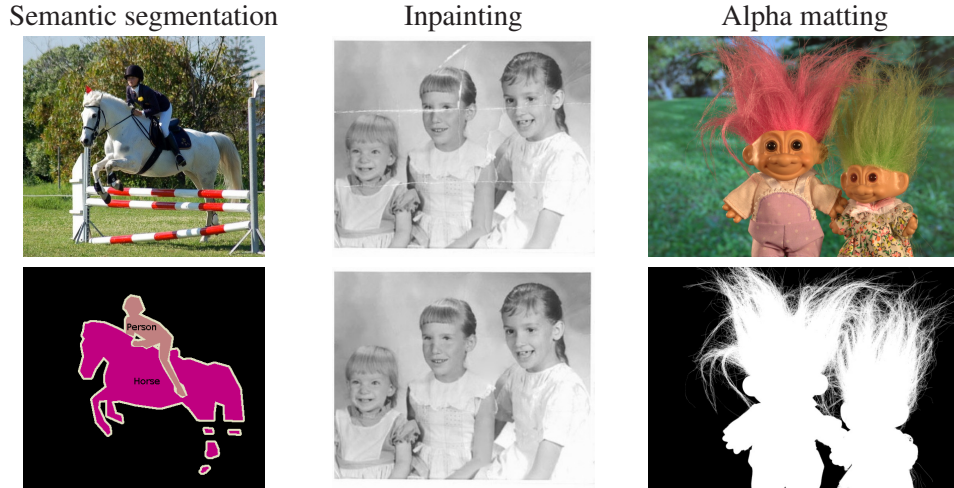 Semantic segmentation
Inpainting
Alpha matting
Person
Horse